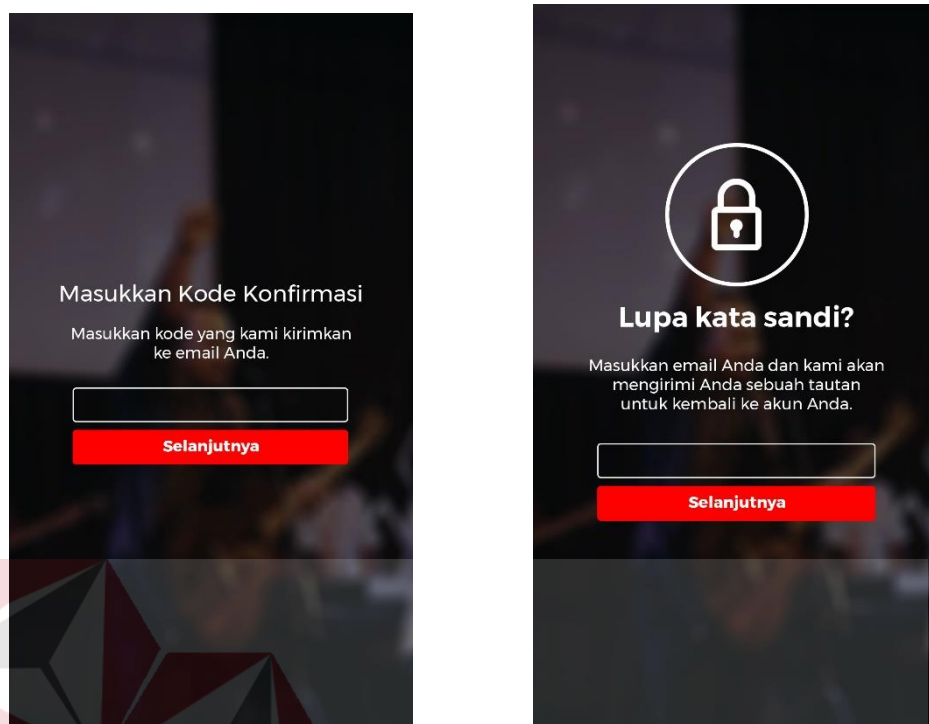 Masukkan Kode Konfirmasi
Masukkan kode yang kami kirimkan
ke email Anda.
Selanjutnya
Lupa kata sandi?
Masukkan email Anda dan kami akan
mengirimi Anda sebuah tautan
untuk kembali ke akun Anda.
Selanjutnya